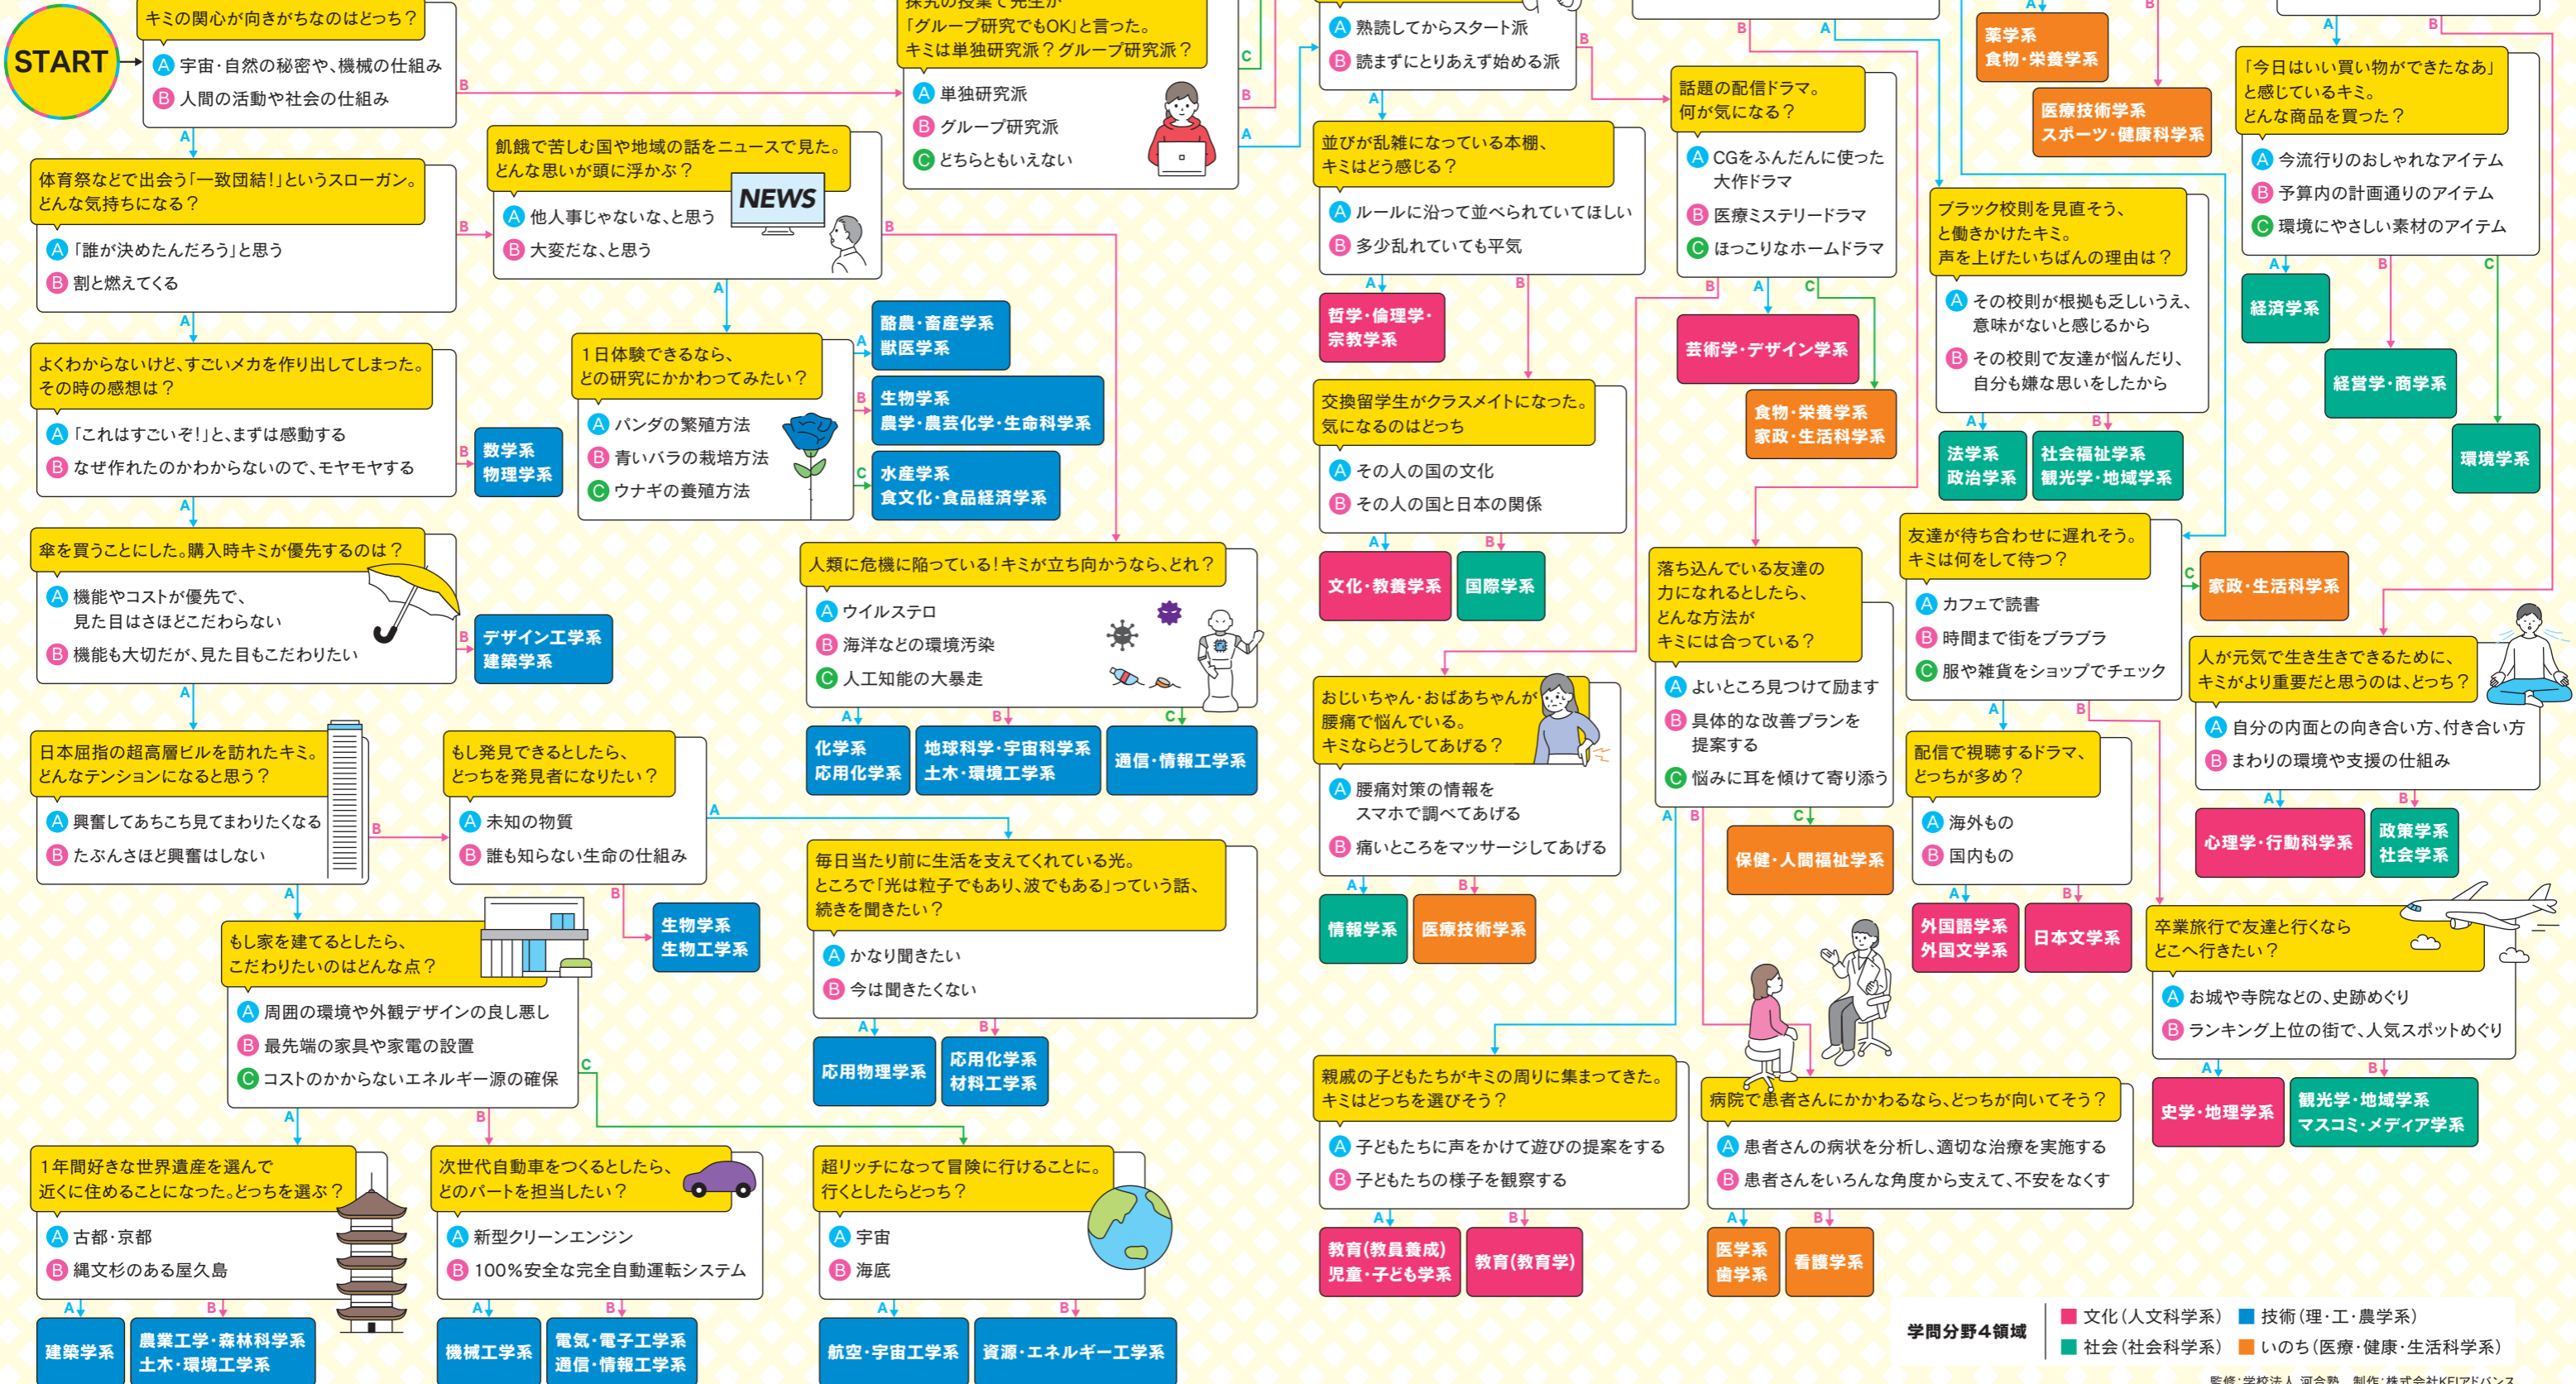 START
キミの関心が向きがちなのはどっち？
A 宇宙・自然の秘密や、機械の仕組み
B 人間の活動や社会の仕組み
A
B
体育祭などで出会う「一致団結！」というスローガン。
どんな気持ちになる？
A 「誰が決めたんだろう」と思う
B 割と燃えてくる
A
B
よくわからないけど、すごいメカを作り出してしまった。
その時の感想は？
A 「これはすごいぞ！」と、まずは感動する
B なぜ作れたのかわからないので、モヤモヤする
A
B
数学系
物理学系
傘を買うことにした。購入時キミが優先するのは？
A 機能やコストが優先で、
見た目はさほどこだわらない
B 機能も大切だが、見た目もこだわりたい
A
B
デザイン工学系
建築学系
日本屈指の超高層ビルを訪れたキミ。
どんなテンションになると思う？
A 興奮してあちこち見てまわりたくなる
B たぶんさほど興奮はしない
A
B
もし発見できるとしたら、
どっちを発見者になりたい？
A 未知の物質
B 誰も知らない生命の仕組み
A
B
生物学系
生物工学系
もし家を建てるとしたら、
こだわりたいのはどんな点？
A 周囲の環境や外観デザインの良し悪し
B 最先端の家具や家電の設置
C コストのかからないエネルギー源の確保
A
B
C
1年間好きな世界遺産を選んで
近くに住めることになった。どっちを選ぶ？
A 古都・京都
B 縄文杉のある屋久島
A
B
建築学系
農業工学・森林科学系
土木・環境工学系
次世代自動車をつくるとしたら、
どのパートを担当したい？
A 新型クリーンエンジン
B 100％安全な完全自動運転システム
A
B
機械工学系
電気・電子工学系
通信・情報工学系
超リッチになって冒険に行けることに。
行くとしたらどっち？
A 宇宙
B 海底
A
B
航空・宇宙工学系
資源・エネルギー工学系
飢餓で苦しむ国や地域の話をニュースで見た。
どんな思いが頭に浮かぶ？
NEWS
A 他人事じゃないな、と思う
B 大変だな、と思う
A
B
1日体験できるなら、
どの研究にかかわってみたい？
A パンダの繁殖方法
B 青いバラの栽培方法
C ウナギの養殖方法
A
B
C
酪農・畜産学系
獣医学系
生物学系
農学・農芸化学・生命科学系
水産学系
食文化・食品経済学系
人類に危機に陥っている！キミが立ち向かうなら、どれ？
A ウイルステロ
B 海洋などの環境汚染
C 人工知能の大暴走
A
B
C
化学系
応用化学系
地球科学・宇宙科学系
土木・環境工学系
通信・情報工学系
毎日当たり前に生活を支えてくれている光。
ところで「光は粒子でもあり、波でもある」っていう話、
続きを聞きたい？
A かなり聞きたい
B 今は聞きたくない
A
B
応用物理学系
応用化学系
材料工学系
探究の授業で先生が
「グループ研究でもOK」と言った。
キミは単独研究派？グループ研究派？
A 単独研究派
B グループ研究派
C どちらともいえない
C
B
A
A 熟読してからスタート派
B 読まずにとりあえず始める派
A
B
並びが乱雑になっている本棚、
キミはどう感じる？
A ルールに沿って並べられていてほしい
B 多少乱れていても平気
A
B
哲学・倫理学・
宗教学系
交換留学生がクラスメイトになった。
気になるのはどっち
A その人の国の文化
B その人の国と日本の関係
A
B
文化・教養学系
国際学系
話題の配信ドラマ。
何が気になる？
A CGをふんだんに使った
大作ドラマ
B 医療ミステリードラマ
C ほっこりなホームドラマ
B
A
C
芸術学・デザイン学系
食物・栄養学系
家政・生活科学系
おじいちゃん・おばあちゃんが
腰痛で悩んでいる。
キミならどうしてあげる？
A 腰痛対策の情報を
スマホで調べてあげる
B 痛いところをマッサージしてあげる
A
B
情報学系
医療技術学系
B
A
落ち込んでいる友達の
力になれるとしたら、
どんな方法が
キミには合っている？
A よいところ見つけて励ます
B 具体的な改善プランを
提案する
C 悩みに耳を傾けて寄り添う
A
B
C
保健・人間福祉学系
親戚の子どもたちがキミの周りに集まってきた。
キミはどっちを選びそう？
A 子どもたちに声をかけて遊びの提案をする
B 子どもたちの様子を観察する
A
B
教育(教員養成)
児童・子ども学系
教育(教育学)
病院で患者さんにかかわるなら、どっちが向いてそう？
A 患者さんの病状を分析し、適切な治療を実施する
B 患者さんをいろんな角度から支えて、不安をなくす
A
B
医学系
歯学系
看護学系
A
B
薬学系
食物・栄養学系
医療技術学系
スポーツ・健康科学系
ブラック校則を見直そう、
と働きかけたキミ。
声を上げたいちばんの理由は？
A その校則が根拠も乏しいうえ、
意味がないと感じるから
B その校則で友達が悩んだり、
自分も嫌な思いをしたから
A
B
法学系
政治学系
社会福祉学系
観光学・地域学系
友達が待ち合わせに遅れそう。
キミは何をして待つ？
A カフェで読書
B 時間まで街をブラブラ
C 服や雑貨をショップでチェック
A
B
C
家政・生活科学系
配信で視聴するドラマ、
どっちが多め？
A 海外もの
B 国内もの
A
B
外国語学系
外国文学系
日本文学系
卒業旅行で友達と行くなら
どこへ行きたい？
A お城や寺院などの、史跡めぐり
B ランキング上位の街で、人気スポットめぐり
A
B
史学・地理学系
観光学・地域学系
マスコミ・メディア学系
A
B
「今日はいい買い物ができたなあ」
と感じているキミ。
どんな商品を買った？
A 今流行りのおしゃれなアイテム
B 予算内の計画通りのアイテム
C 環境にやさしい素材のアイテム
A
B
C
経済学系
経営学・商学系
環境学系
人が元気で生き生きできるために、
キミがより重要だと思うのは、どっち？
A 自分の内面との向き合い方、付き合い方
B まわりの環境や支援の仕組み
A
B
心理学・行動科学系
政策学系
社会学系
学問分野4領域
文化（人文科学系）
技術（理・工・農学系）
社会（社会科学系）
いのち（医療・健康・生活科学系）
監修：学校法人 河合塾　制作：株式会社KEIアドバンス